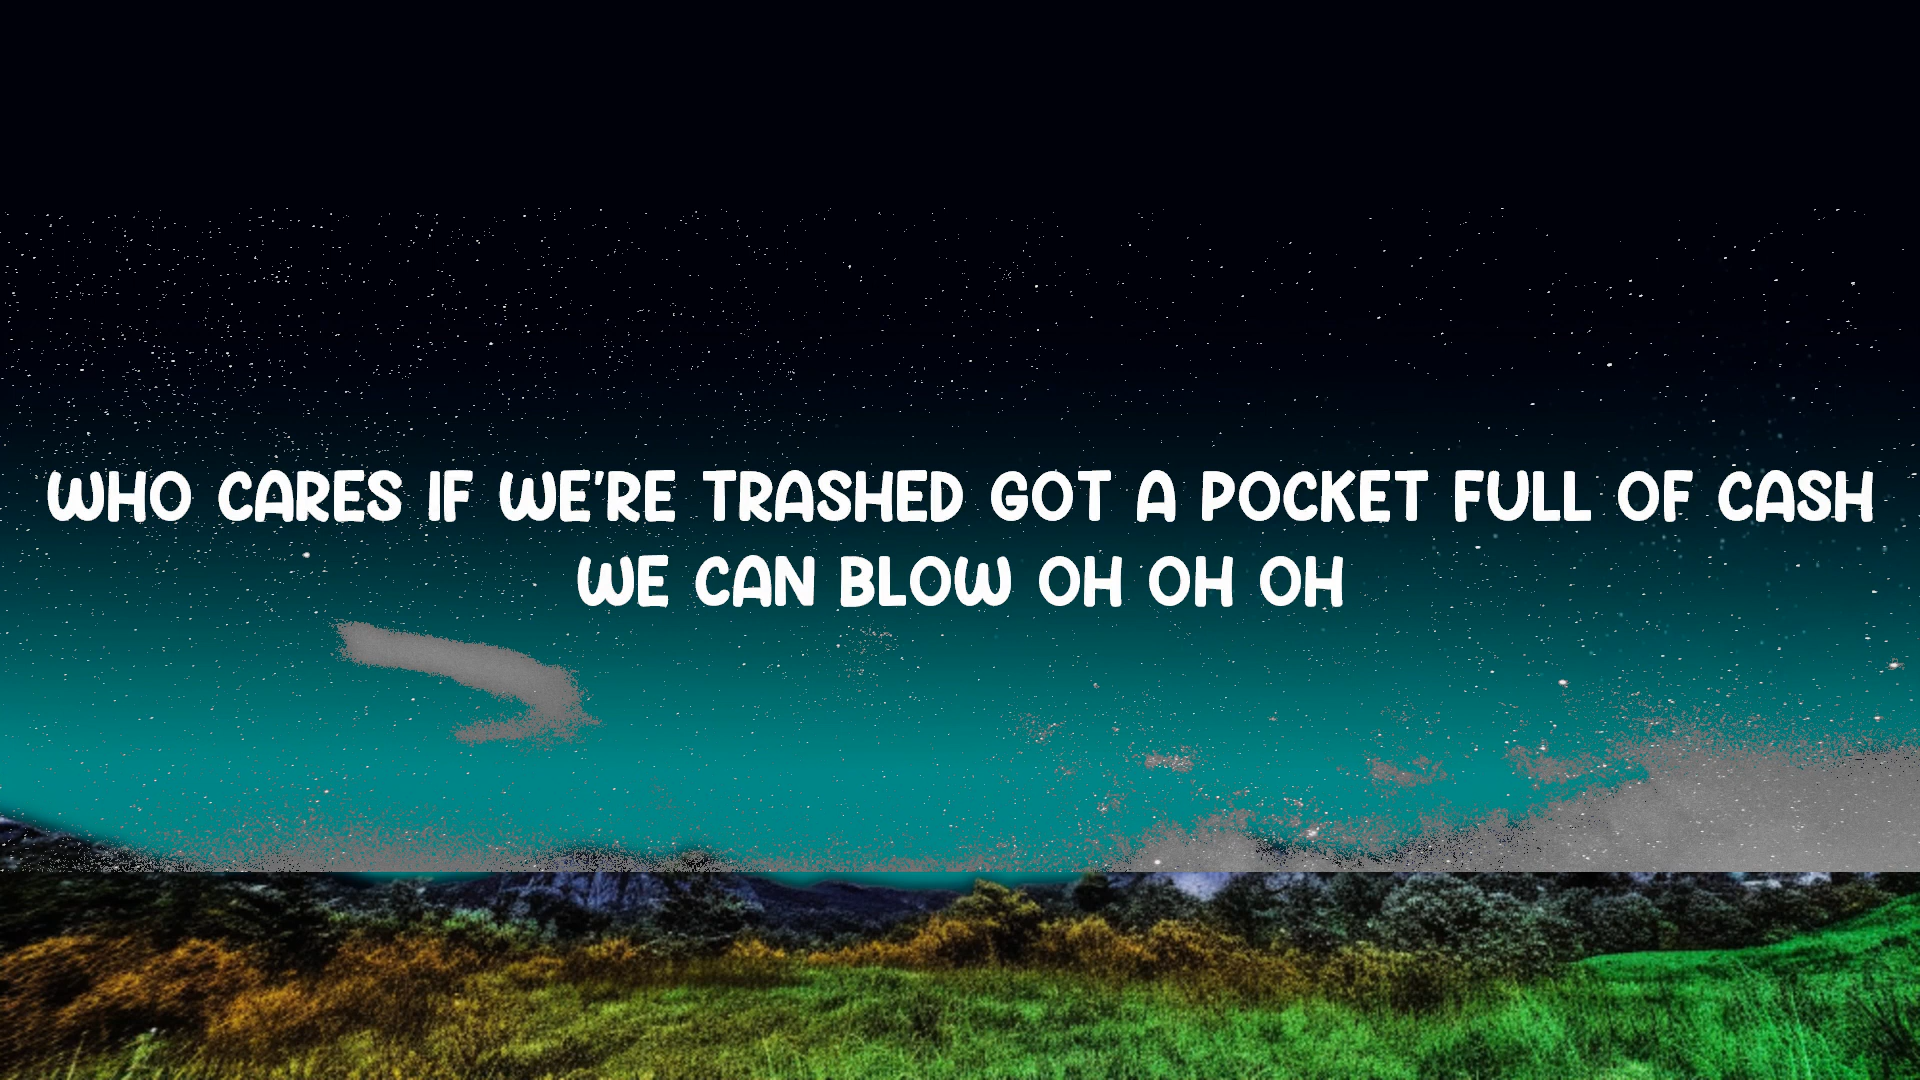 WHO CARES IF WE'RE TRASHED GOT A POCKET FULL OF CASH
WE CAN BLOW OH OH OH